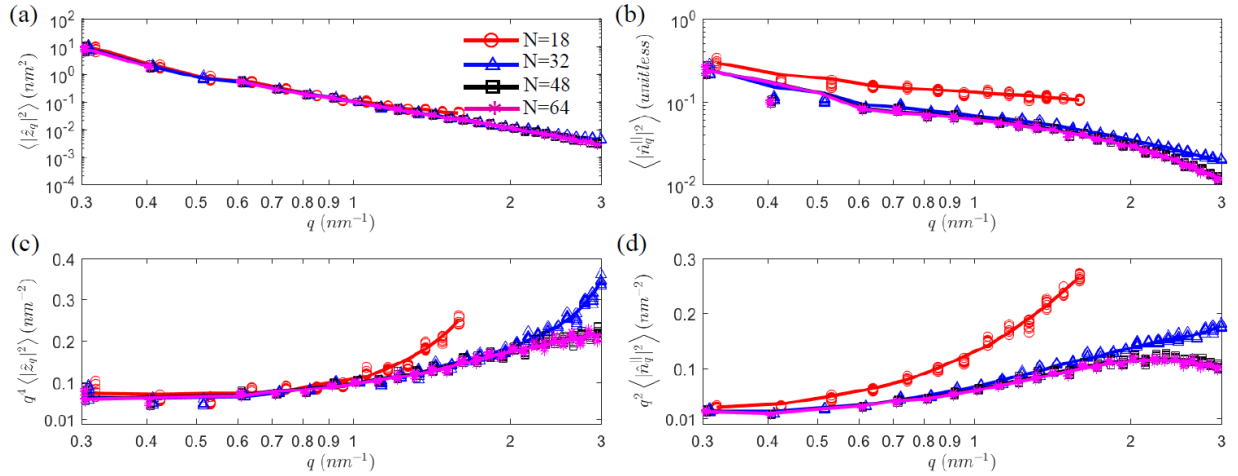 (a)
10²
10¹
10⁰
10⁻¹
10⁻²
10⁻³
10⁻⁴
⟨|ẑ_q|²⟩ (nm²)
N=18
N=32
N=48
N=64
0.3 0.4 0.5 0.6 0.7 0.8 0.9 1 2 3
q (nm⁻¹)
(b)
10⁰
10⁻¹
10⁻²
⟨|n̂_q^∥|²⟩ (unitless)
0.3 0.4 0.5 0.6 0.7 0.8 0.9 1 2 3
q (nm⁻¹)
(c)
0.4
0.3
0.2
0.1
0.01
q⁴ ⟨|ẑ_q|²⟩ (nm⁻²)
0.3 0.4 0.5 0.6 0.7 0.8 0.9 1 2 3
q (nm⁻¹)
(d)
0.3
0.2
0.1
0.01
q² ⟨|n̂_q^∥|²⟩ (nm⁻²)
0.3 0.4 0.5 0.6 0.7 0.8 0.9 1 2 3
q (nm⁻¹)